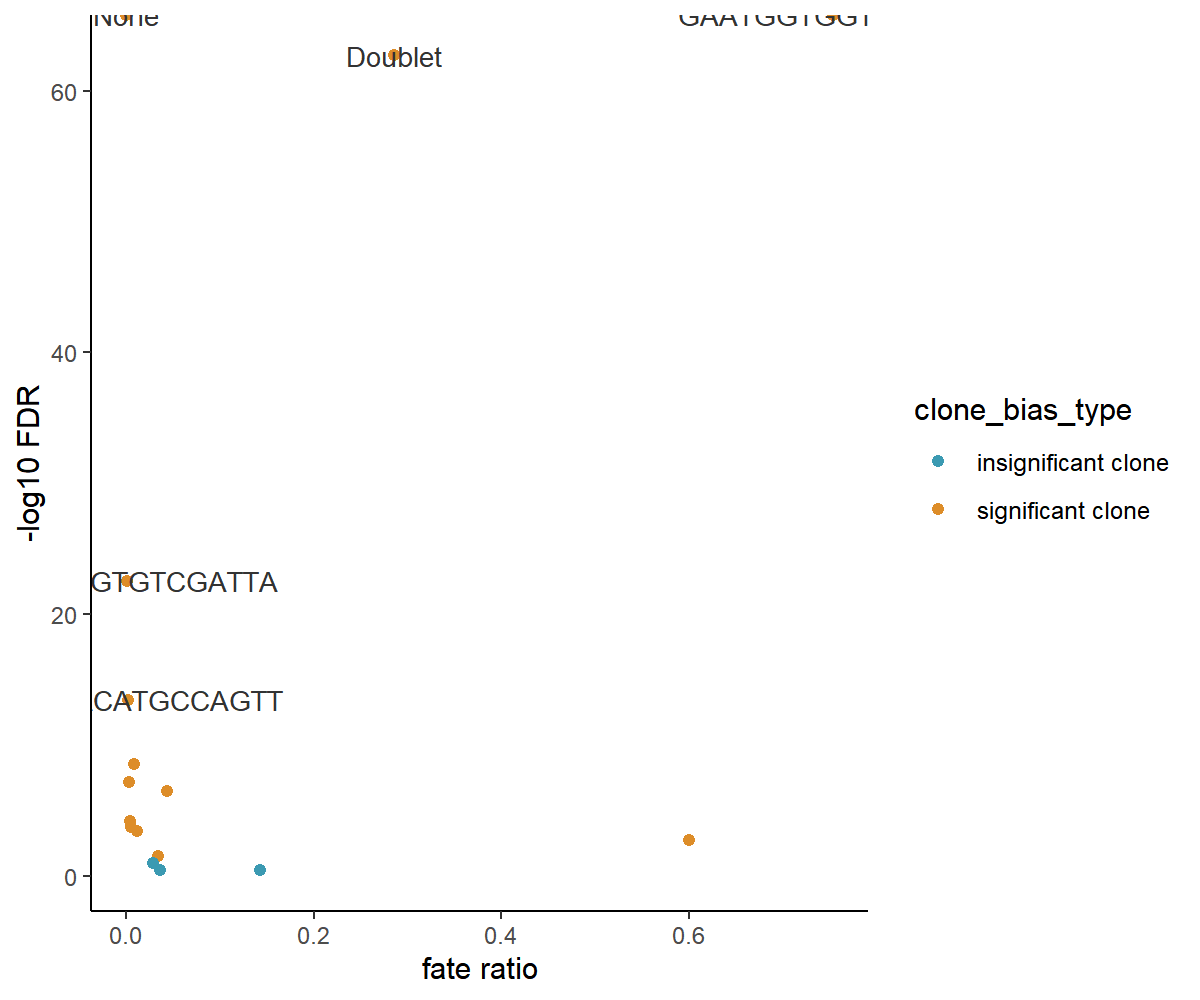 None
GAATGGTGGT
Doublet
60
40
20
0
GTGTCGATTA
CATGCCAGTT
-log10 FDR
0.0
0.2
0.4
0.6
fate ratio
clone_bias_type
insignificant clone
significant clone